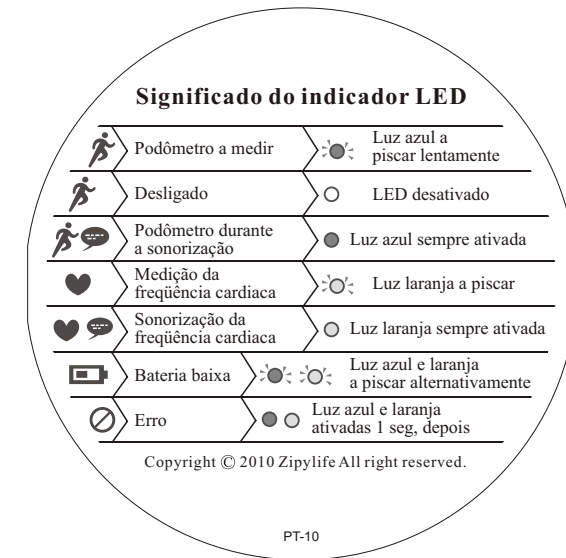 Significado do indicador LED
Podômetro a medir
Luz azul a
piscar lentamente
Desligado
LED desativado
Podômetro durante
a sonorização
Luz azul sempre ativada
Medição da
freqüência cardiaca
Luz laranja a piscar
Sonorização da
freqüência cardiaca
Luz laranja sempre ativada
Bateria baixa
Luz azul e laranja
a piscar alternativamente
Erro
Luz azul e laranja
ativadas 1 seg, depois
Copyright © 2010 Zipylife All right reserved.
PT-10